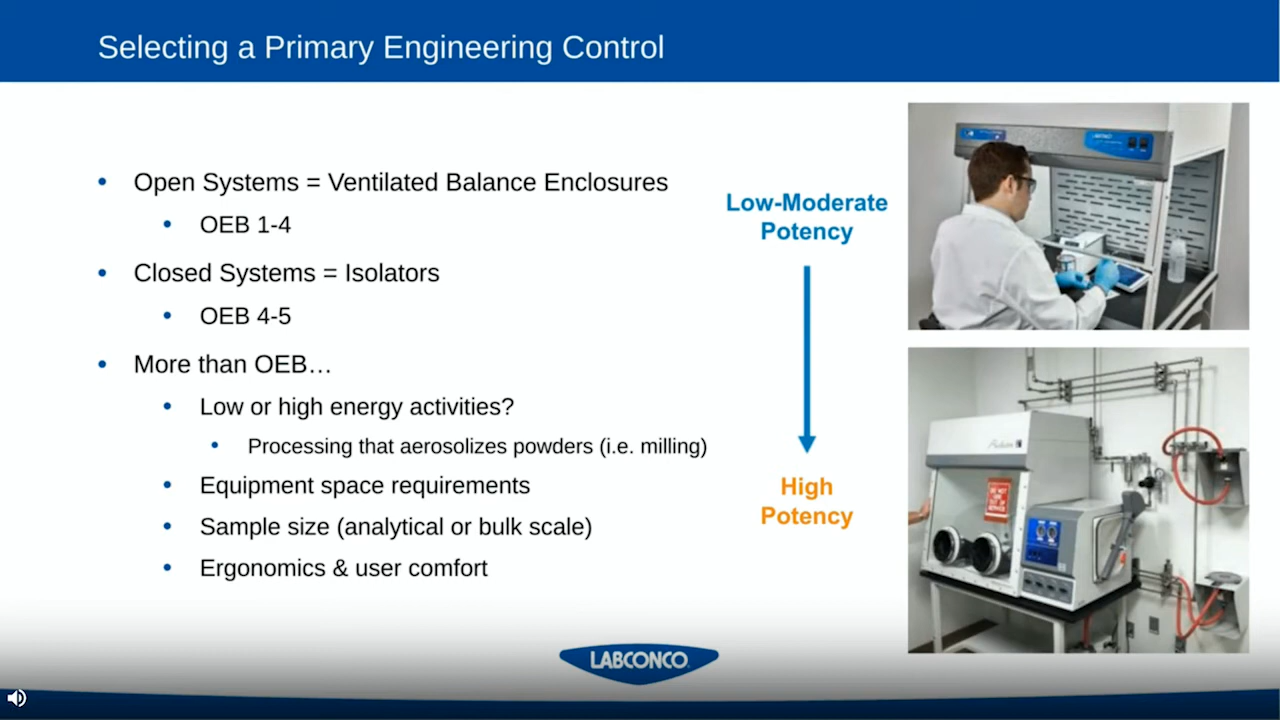 Selecting a Primary Engineering Control
Open Systems = Ventilated Balance Enclosures
OEB 1-4
Closed Systems = Isolators
OEB 4-5
More than OEB…
Low or high energy activities?
Processing that aerosolizes powders (i.e. milling)
Equipment space requirements
Sample size (analytical or bulk scale)
Ergonomics & user comfort
Low-Moderate
Potency
High
Potency
LABCONCO